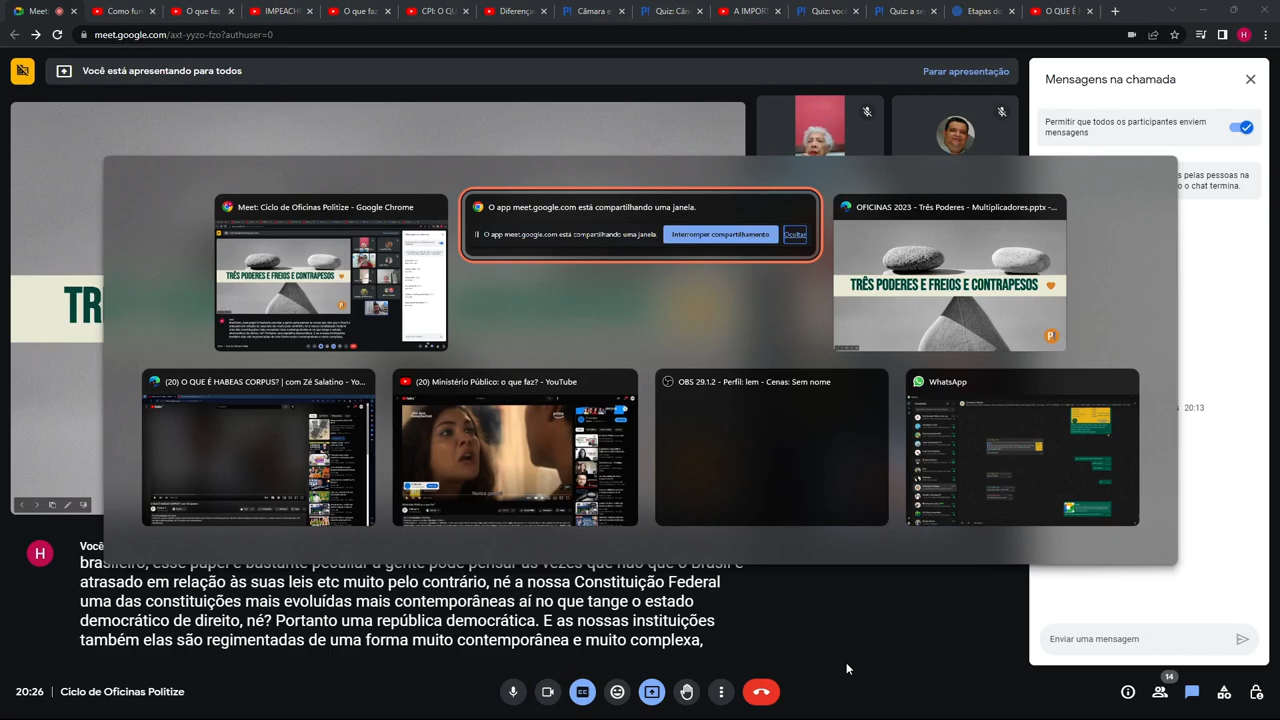 Meet:
Como fun
O que faz
IMPEACH
O que faz
CPI: O QU
Diferença
Câmara e
Quiz: Cân
A IMPOR
Quiz: você
Quiz: a se
Etapas do
O QUE É
meet.google.com/axt-yyzo-fzo?authuser=0
H
Você está apresentando para todos
Parar apresentação
Mensagens na chamada
Permitir que todos os participantes enviem
mensagens
s pelas pessoas na
o chat termina.
Meet: Ciclo de Oficinas Politize - Google Chrome
O app meet.google.com está compartilhando uma janela.
OFICINAS 2023 - Três Poderes - Multiplicadores.pptx -...
O app meet.google.com está compartilhando uma janela.
Interromper compartilhamento
Ocultar
TRÊS PODERES E FREIOS E CONTRAPESOS
TRÊS PODERES E FREIOS E CONTRAPESOS
TR
(20) O QUE É HABEAS CORPUS? | com Zé Salatino - Yo...
(20) Ministério Público: o que faz? - YouTube
OBS 29.1.2 - Perfil: lem - Cenas: Sem nome
WhatsApp
20:13
H
Você
brasileiro, esse papel é bastante peculiar a gente pode pensar às vezes que não que o Brasil é
atrasado em relação às suas leis etc muito pelo contrário, né a nossa Constituição Federal
uma das constituições mais evoluídas mais contemporâneas aí no que tange o estado
democrático de direito, né? Portanto uma república democrática. E as nossas instituições
também elas são regimentadas de uma forma muito contemporânea e muito complexa,
Enviar uma mensagem
20:26
Ciclo de Oficinas Politize
CC
14